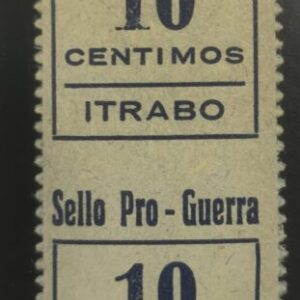 10
CENTIMOS
ITRABO
Sello Pro - Guerra
10